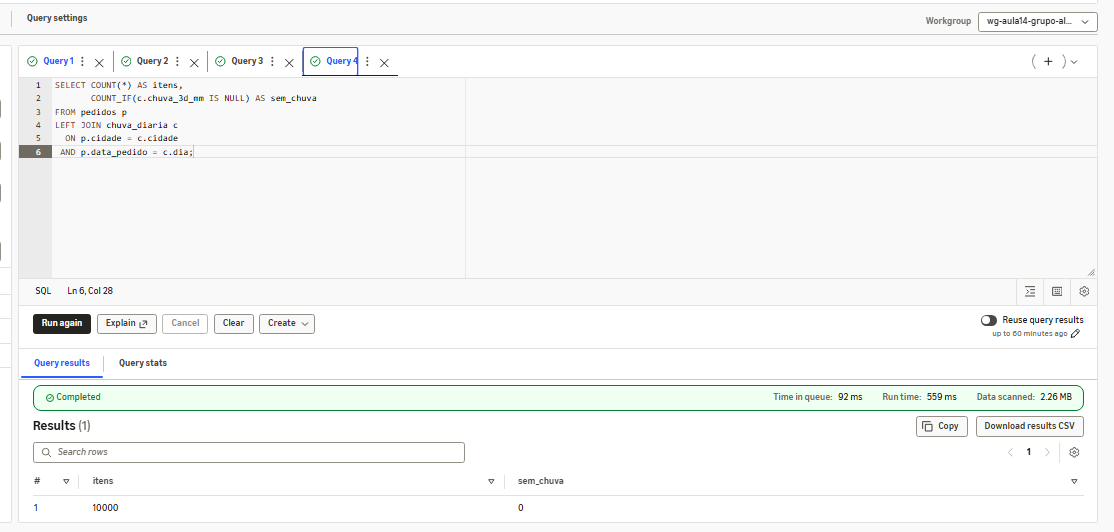 Query settings
Workgroup wg-aula14-grupo-al...
Query 1 Query 2 Query 3 Query 4
1 SELECT COUNT(*) AS itens,
2 COUNT_IF(c.chuva_3d_mm IS NULL) AS sem_chuva
3 FROM pedidos p
4 LEFT JOIN chuva_diaria c
5 ON p.cidade = c.cidade
6 AND p.data_pedido = c.dia;
SQL Ln 6, Col 28
Run again Explain Cancel Clear Create Reuse query results
up to 60 minutes ago
Query results Query stats
Completed Time in queue: 92 ms Run time: 559 ms Data scanned: 2.26 MB
Results (1) Copy Download results CSV
Search rows 1
# itens sem_chuva
1 10000 0